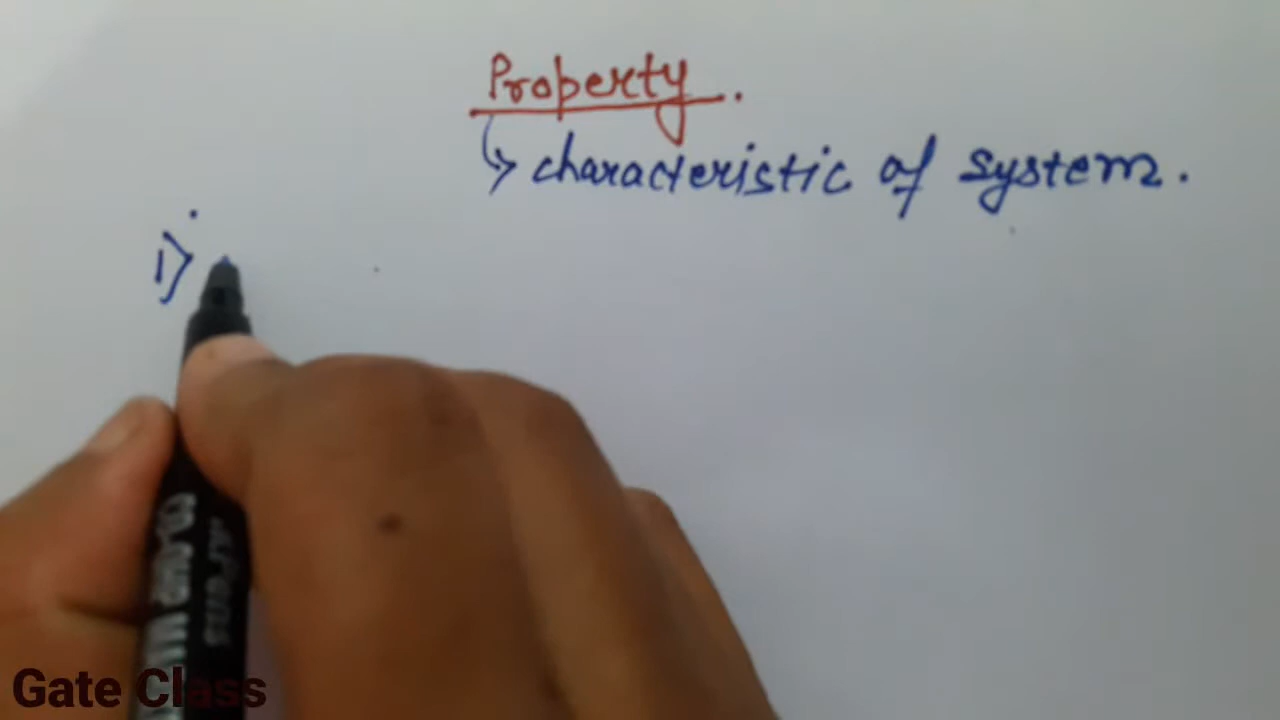 Property.
characteristic of system.
1)
Gate Class